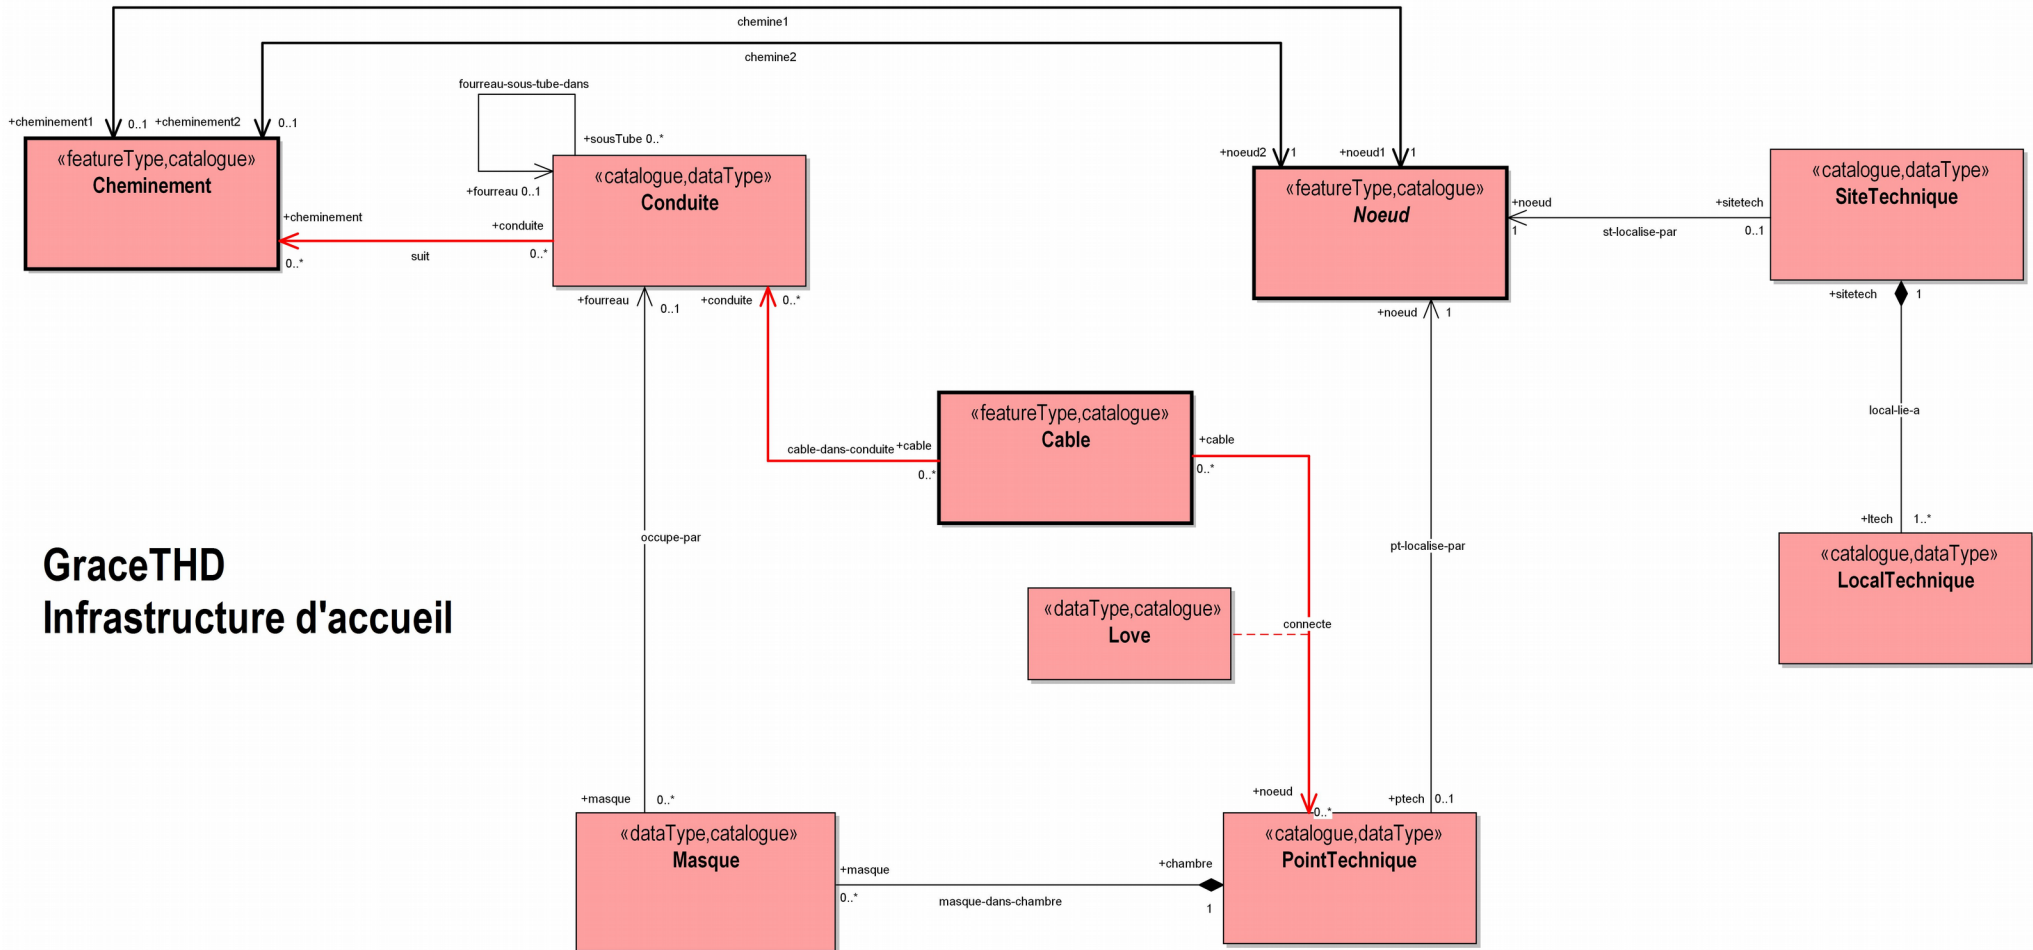 chemine1
chemine2
fourreau-sous-tube-dans
+cheminement1
0..1
+cheminement2
0..1
+sousTube 0..*
+fourreau 0..1
+noeud2
1
+noeud1
1
«featureType,catalogue»
Cheminement
«catalogue,dataType»
Conduite
«featureType,catalogue»
Noeud
«catalogue,dataType»
SiteTechnique
+cheminement
0..*
suit
+conduite
0..*
+noeud
1
st-localise-par
+sitetech
0..1
+fourreau
0..1
+conduite
0..*
+noeud
1
+sitetech
1
«featureType,catalogue»
Cable
cable-dans-conduite
+cable
0..*
+cable
0..*
local-lie-a
+ltech
1..*
«catalogue,dataType»
LocalTechnique
occupe-par
pt-localise-par
GraceTHD
Infrastructure d'accueil
«dataType,catalogue»
Love
connecte
+masque
0..*
+noeud
0..*
+ptech
0..1
«dataType,catalogue»
Masque
«catalogue,dataType»
PointTechnique
+masque
0..*
masque-dans-chambre
+chambre
1